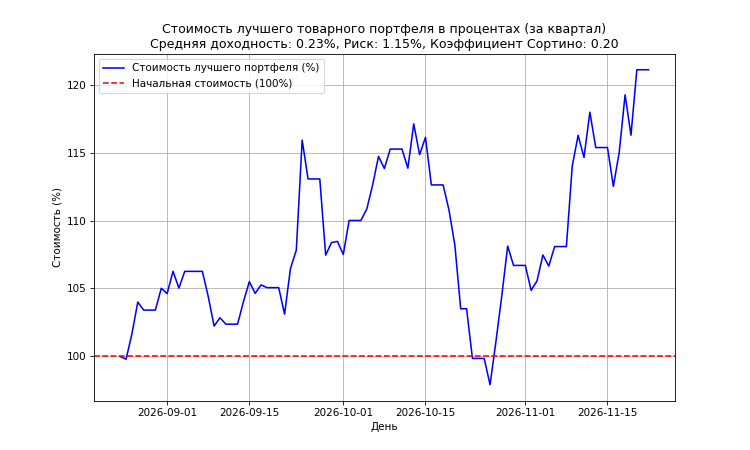 Стоимость лучшего товарного портфеля в процентах (за квартал)
Средняя доходность: 0.23%, Риск: 1.15%, Коэффициент Сортино: 0.20
Стоимость лучшего портфеля (%)
Начальная стоимость (100%)
Стоимость (%)
120
115
110
105
100
2026-09-01
2026-09-15
2026-10-01
2026-10-15
2026-11-01
2026-11-15
День